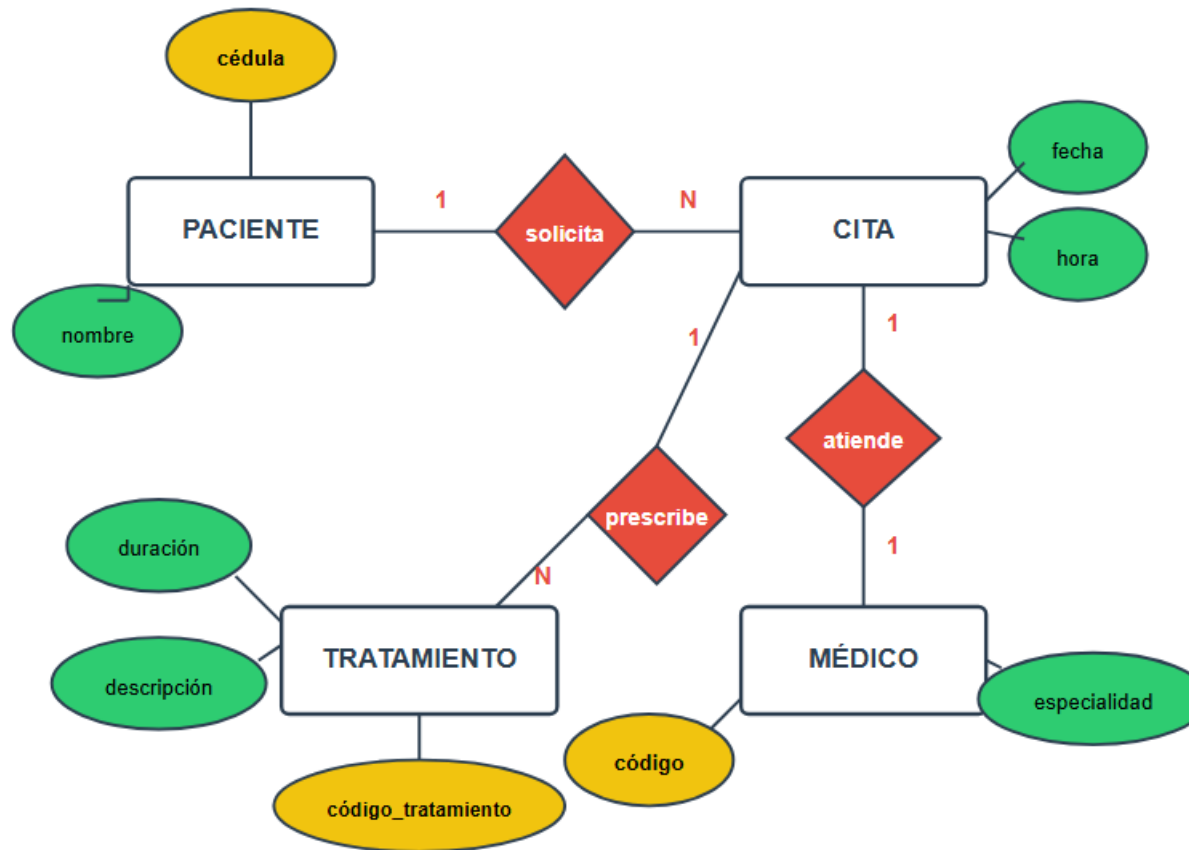 cédula
PACIENTE
1
solicita
N
CITA
fecha
hora
nombre
1
1
atiende
prescribe
duración
N
1
descripción
TRATAMIENTO
MÉDICO
especialidad
código
código_tratamiento